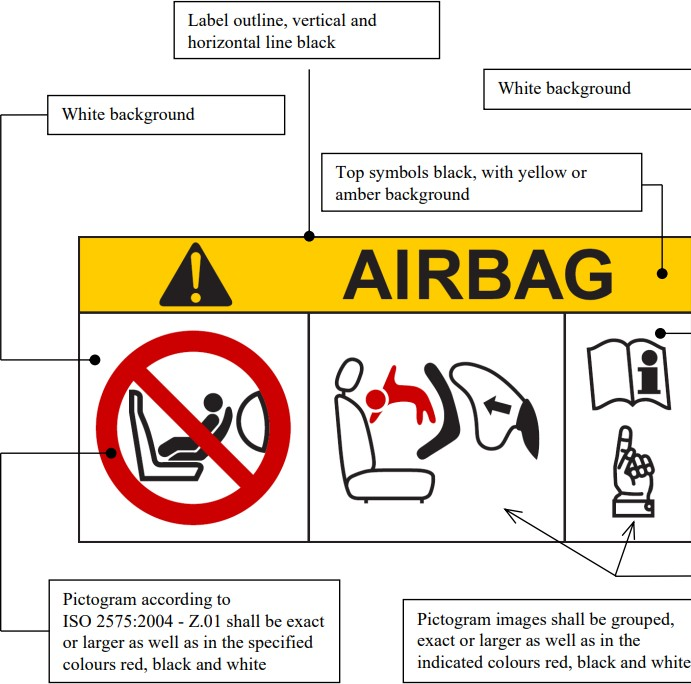 Label outline, vertical and
horizontal line black
White background
White background
Top symbols black, with yellow or
amber background
AIRBAG
Pictogram according to
ISO 2575:2004 - Z.01 shall be exact
or larger as well as in the specified
colours red, black and white
Pictogram images shall be grouped,
exact or larger as well as in the
indicated colours red, black and white